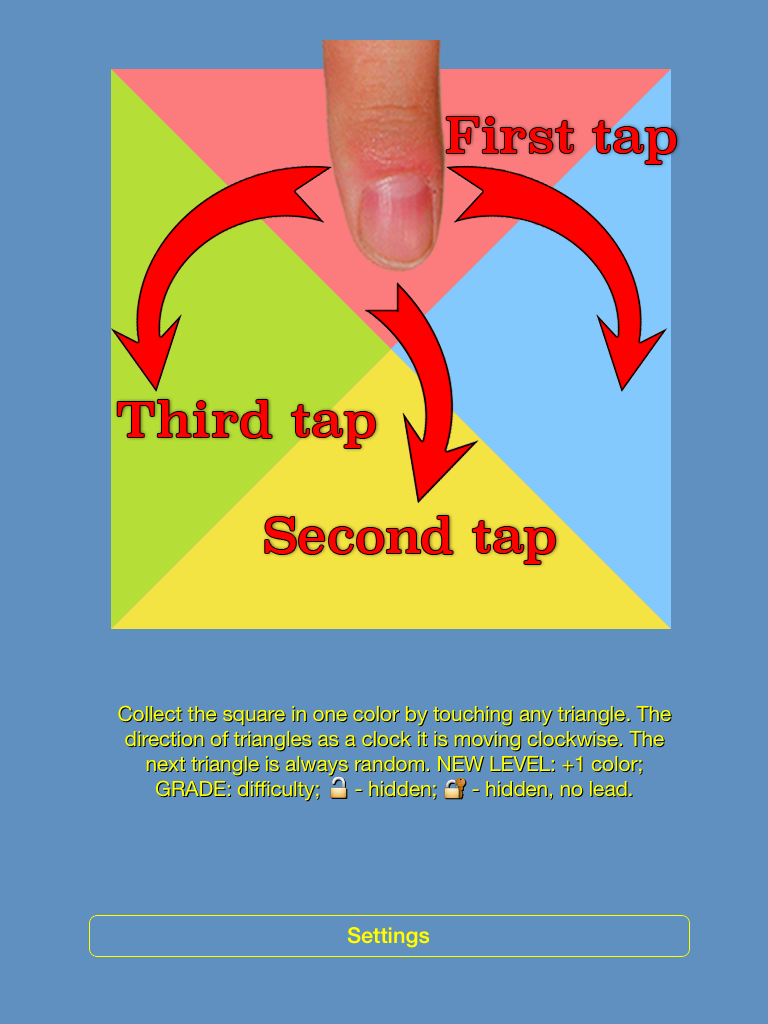 First tap
Third tap
Second tap
Collect the square in one color by touching any triangle. The
direction of triangles as a clock it is moving clockwise. The
next triangle is always random. NEW LEVEL: +1 color;
GRADE: difficulty; 🔓 - hidden; 🔐 - hidden, no lead.
Settings